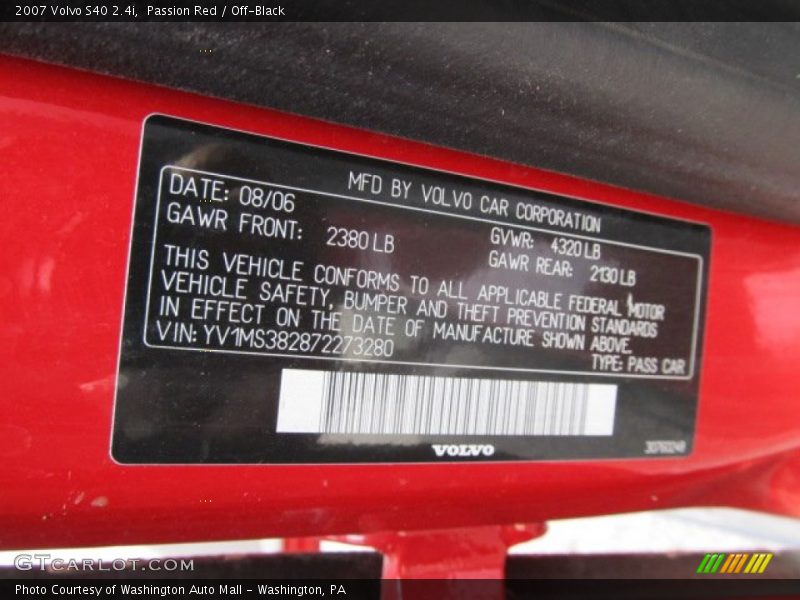 2007 Volvo S40 2.4i, Passion Red / Off-Black
MFD BY VOLVO CAR CORPORATION
DATE: 08/06
GVWR: 4320 LB
GAWR FRONT: 2380 LB
GAWR REAR: 2130 LB
THIS VEHICLE CONFORMS TO ALL APPLICABLE FEDERAL MOTOR
VEHICLE SAFETY, BUMPER AND THEFT PREVENTION STANDARDS
IN EFFECT ON THE DATE OF MANUFACTURE SHOWN ABOVE.
VIN: YV1MS382872273280
TYPE: PASS CAR
VOLVO
GTCARLOT.COM
Photo Courtesy of Washington Auto Mall - Washington, PA